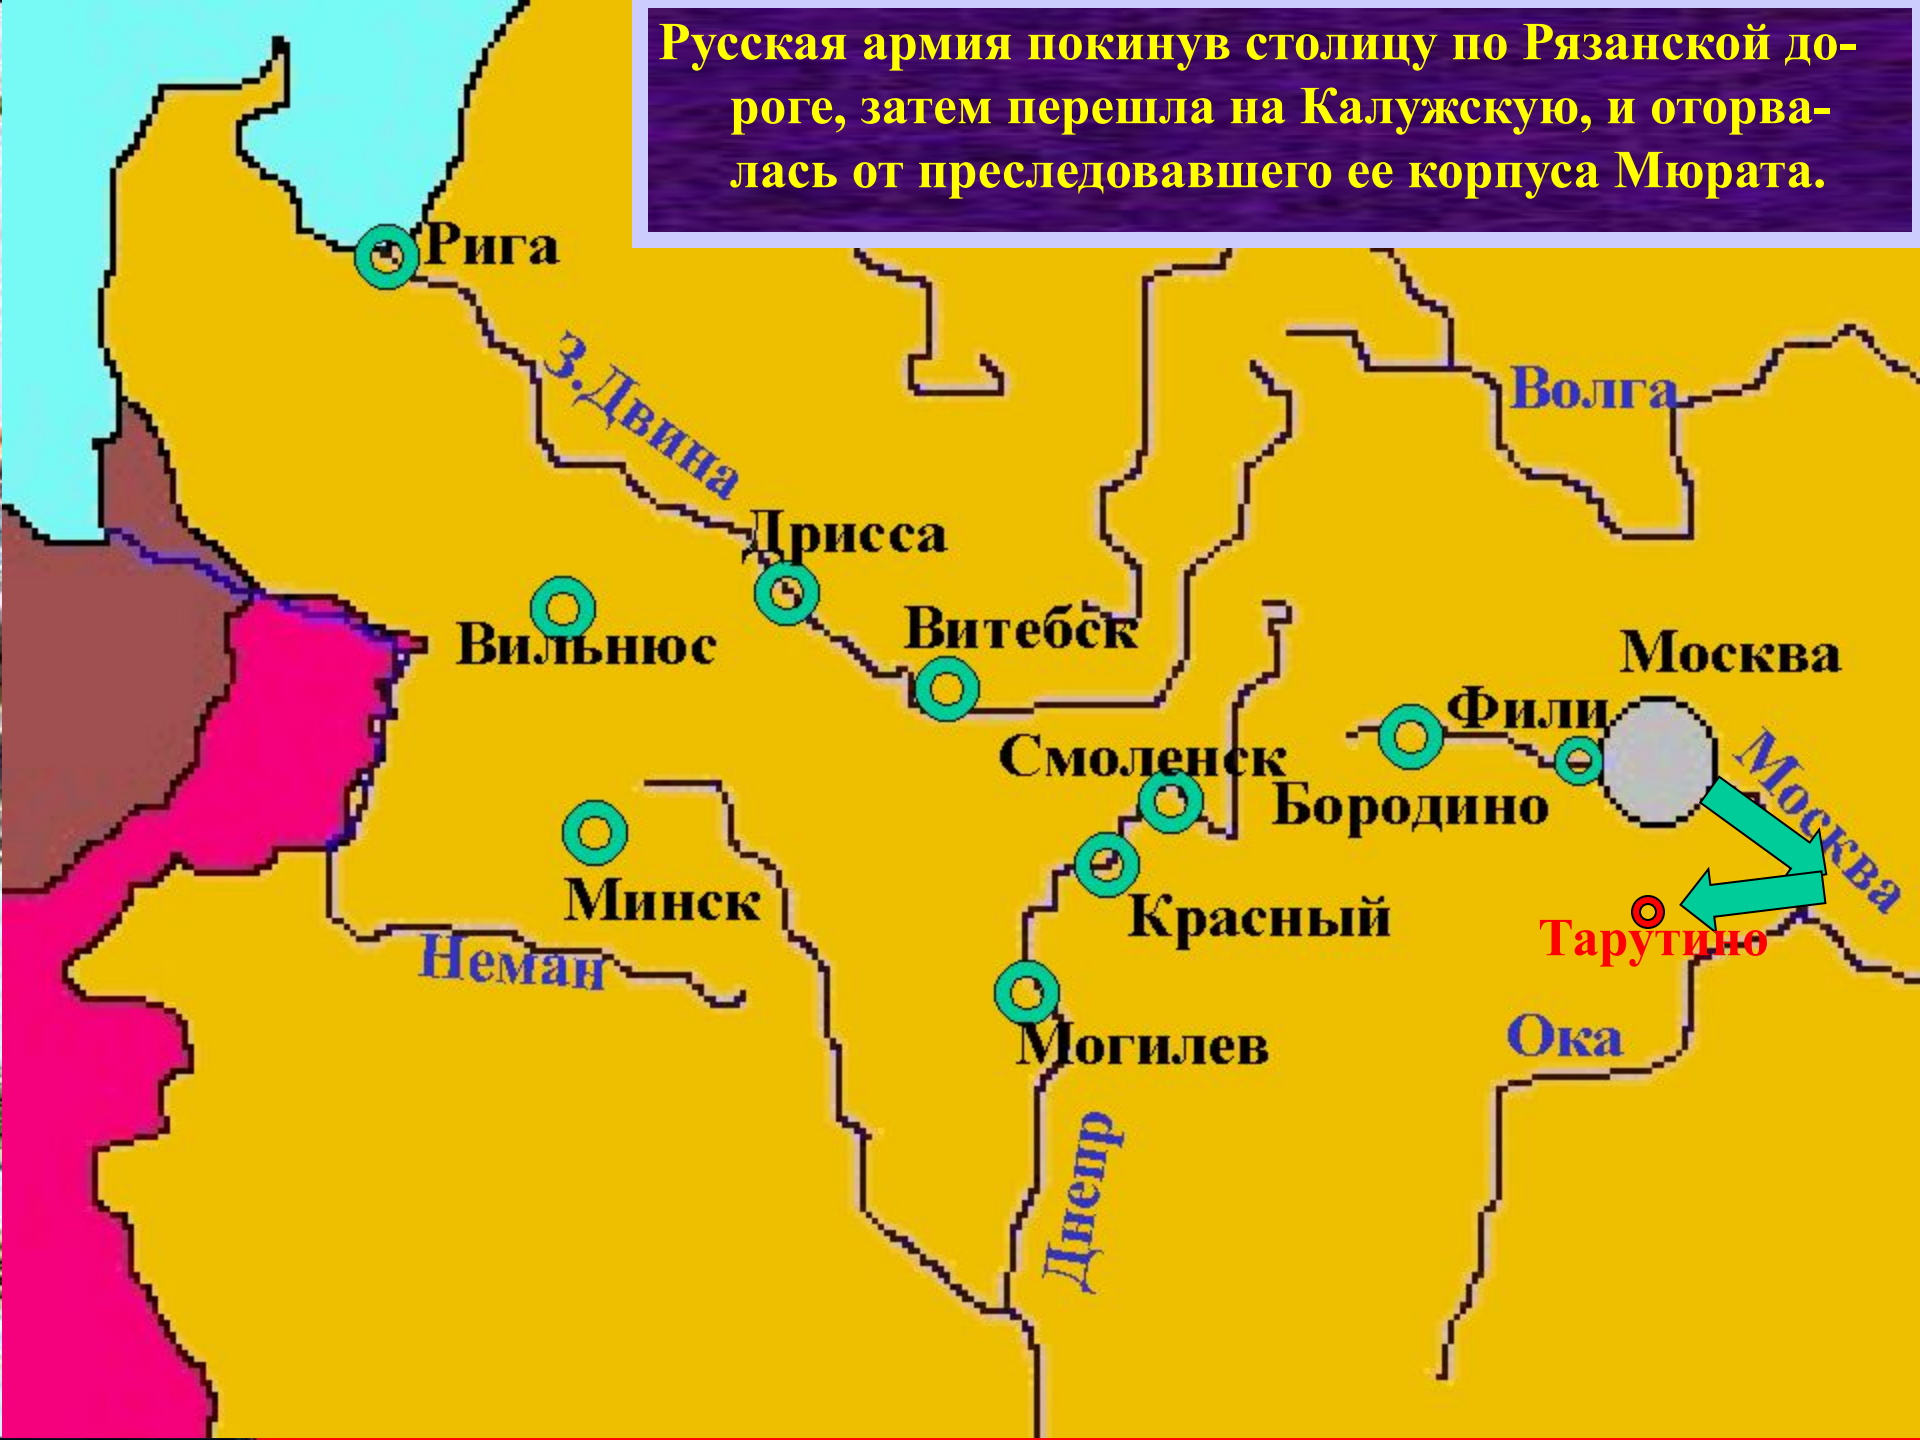 Русская армия покинув столицу по Рязанской до-
роге, затем перешла на Калужскую, и оторва-
лась от преследовавшего ее корпуса Мюрата.
Рига
З.Двина
Волга
Дрисса
Вильнюс
Витебск
Москва
Фили
Смоленск
Бородино
Москва
Минск
Красный
Тарутино
Неман
Могилев
Ока
Днепр